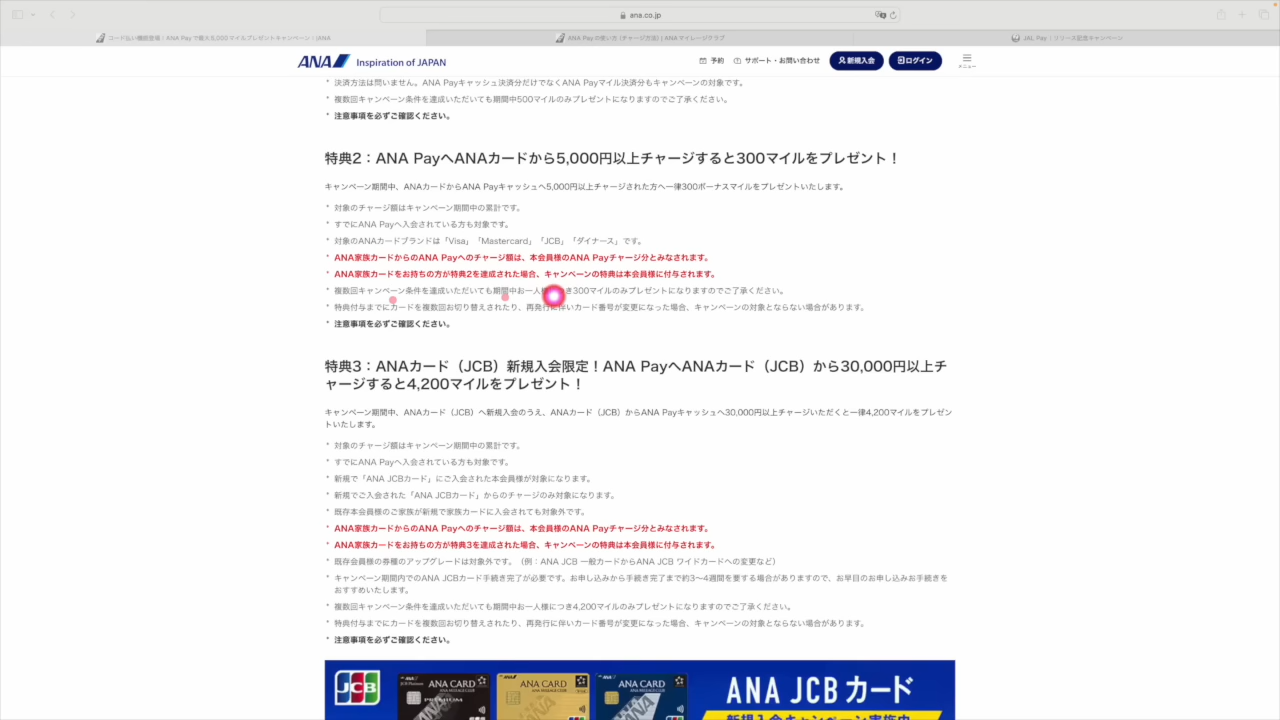 ana.co.jp
コード払い機能登場！ANA Pay で最大5,000マイルプレゼントキャンペーン｜ANA
ANA Payの使い方（チャージ方法）| ANAマイレージクラブ
JAL Pay｜リリース記念キャンペーン
ANA Inspiration of JAPAN
予約
サポート・お問い合わせ
新規入会
ログイン
メニュー
* 決済方法は問いません。ANA Payキャッシュ決済分だけでなくANA Payマイル決済分もキャンペーンの対象です。
* 複数回キャンペーン条件を達成いただいても期間中500マイルのみプレゼントになりますのでご了承ください。
* 注意事項を必ずご確認ください。
特典2：ANA PayへANAカードから5,000円以上チャージすると300マイルをプレゼント！
キャンペーン期間中、ANAカードからANA Payキャッシュへ5,000円以上チャージされた方へ一律300ボーナスマイルをプレゼントいたします。
* 対象のチャージ額はキャンペーン期間中の累計です。
* すでにANA Payへ入会されている方も対象です。
* 対象のANAカードブランドは「Visa」「Mastercard」「JCB」「ダイナース」です。
* ANA家族カードからのANA Payへのチャージ額は、本会員様のANA Payチャージ分とみなされます。
* ANA家族カードをお持ちの方が特典2を達成された場合、キャンペーンの特典は本会員様に付与されます。
* 複数回キャンペーン条件を達成いただいても期間中お一人様につき300マイルのみプレゼントになりますのでご了承ください。
* 特典付与までにカードを複数回お切り替えされたり、再発行に伴いカード番号が変更になった場合、キャンペーンの対象とならない場合があります。
* 注意事項を必ずご確認ください。
特典3：ANAカード（JCB）新規入会限定！ANA PayへANAカード（JCB）から30,000円以上チ
ャージすると4,200マイルをプレゼント！
キャンペーン期間中、ANAカード（JCB）へ新規入会のうえ、ANAカード（JCB）からANA Payキャッシュへ30,000円以上チャージいただくと一律4,200マイルをプレゼン
トいたします。
* 対象のチャージ額はキャンペーン期間中の累計です。
* すでにANA Payへ入会されている方も対象です。
* 新規で「ANA JCBカード」にご入会された本会員様が対象になります。
* 新規でご入会された「ANA JCBカード」からのチャージのみ対象になります。
* 既存本会員様のご家族が新規で家族カードに入会されても対象外です。
* ANA家族カードからのANA Payへのチャージ額は、本会員様のANA Payチャージ分とみなされます。
* ANA家族カードをお持ちの方が特典3を達成された場合、キャンペーンの特典は本会員様に付与されます。
* 既存会員様の券種のアップグレードは対象外です。（例：ANA JCB 一般カードからANA JCB ワイドカードへの変更など）
* キャンペーン期間内でのANA JCBカード手続き完了が必要です。お申し込みから手続き完了まで約3〜4週間を要する場合がありますので、お早目のお申し込みお手続きを
おすすめいたします。
* 複数回キャンペーン条件を達成いただいても期間中お一人様につき4,200マイルのみプレゼントになりますのでご了承ください。
* 特典付与までにカードを複数回お切り替えされたり、再発行に伴いカード番号が変更になった場合、キャンペーンの対象とならない場合があります。
* 注意事項を必ずご確認ください。
JCB
ANA CARD
ANA CARD
ANA CARD
PREMIUM
ANA JCBカード
新規入会キャンペーン実施中